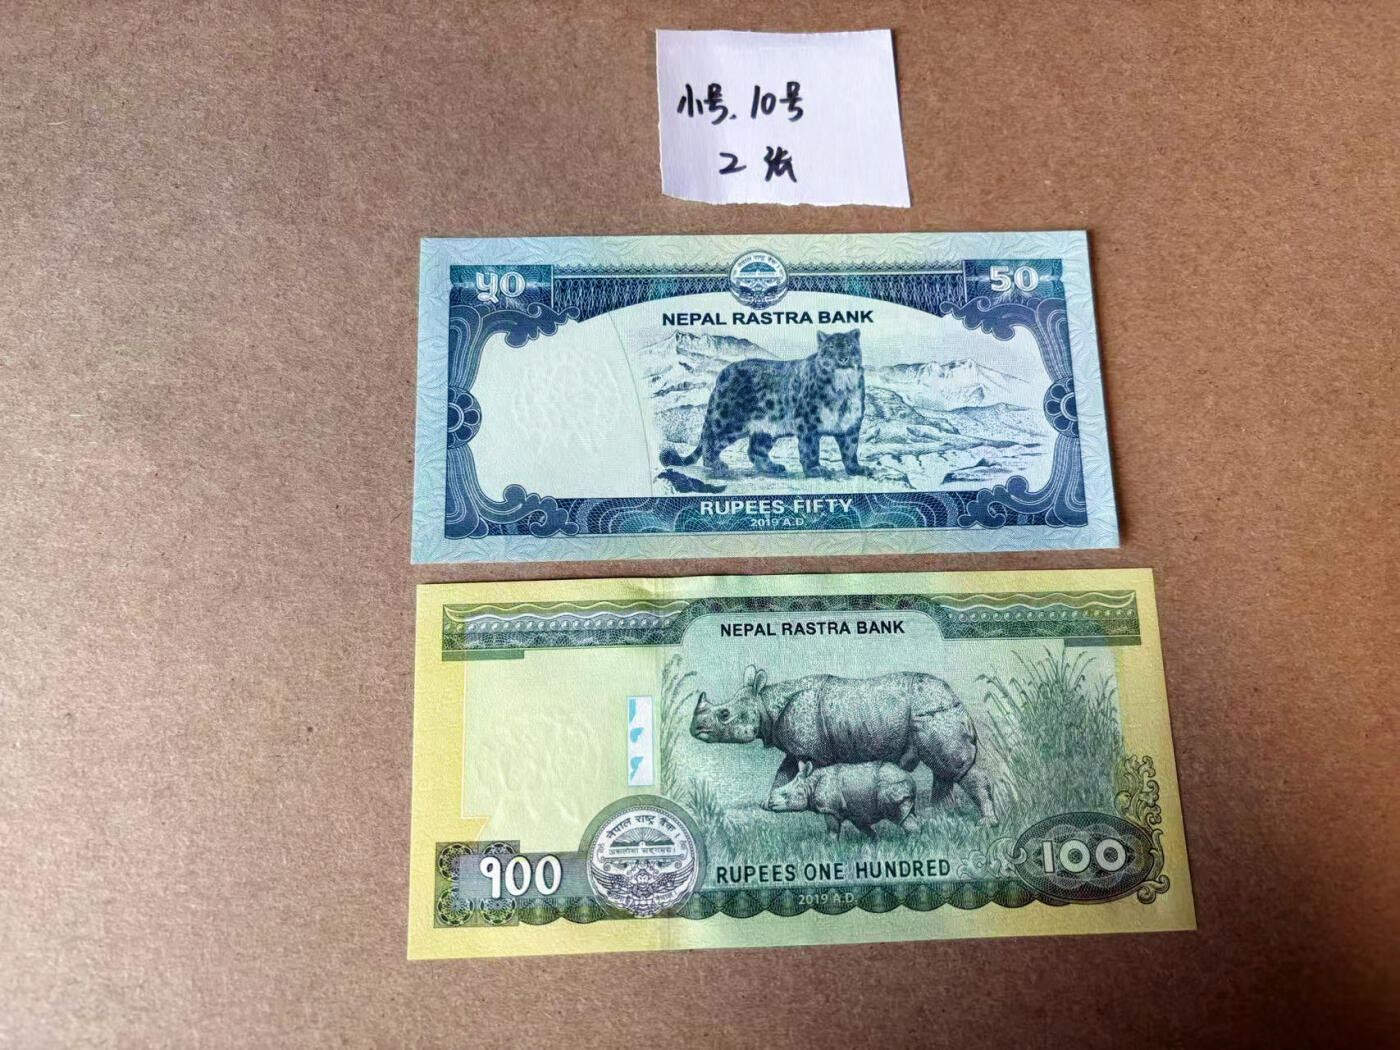 小号. 10号
2 张
५०
50
नेपाल राष्ट्र बैंक
NEPAL RASTRA BANK
RUPEES FIFTY
2019 A.D.
NEPAL RASTRA BANK
नेपाल राष्ट्र बैंक
१००
RUPEES ONE HUNDRED
100
2019 A.D.